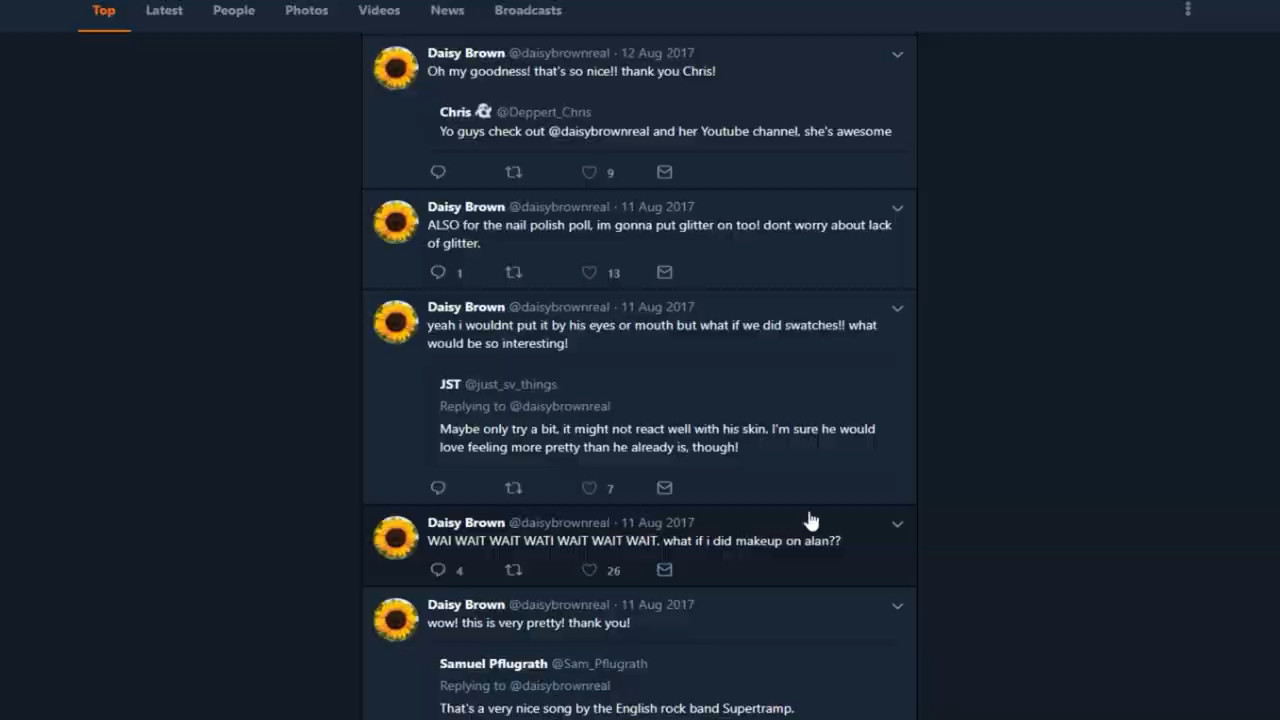 Top Latest People Photos Videos News Broadcasts
Daisy Brown @daisybrownreal · 12 Aug 2017
Oh my goodness! that's so nice!! thank you Chris!
Chris @Deppert_Chris
Yo guys check out @daisybrownreal and her Youtube channel, she's awesome
9
Daisy Brown @daisybrownreal · 11 Aug 2017
ALSO for the nail polish poll, im gonna put glitter on too! dont worry about lack
of glitter.
1 13
Daisy Brown @daisybrownreal · 11 Aug 2017
yeah i wouldnt put it by his eyes or mouth but what if we did swatches!! what
would be so interesting!
JST @just_sv_things
Replying to @daisybrownreal
Maybe only try a bit, it might not react well with his skin. I'm sure he would
love feeling more pretty than he already is, though!
7
Daisy Brown @daisybrownreal · 11 Aug 2017
WAI WAIT WAIT WATI WAIT WAIT WAIT. what if i did makeup on alan??
4 26
Daisy Brown @daisybrownreal · 11 Aug 2017
wow! this is very pretty! thank you!
Samuel Pflugrath @Sam_Pflugrath
Replying to @daisybrownreal
That's a very nice song by the English rock band Supertramp.